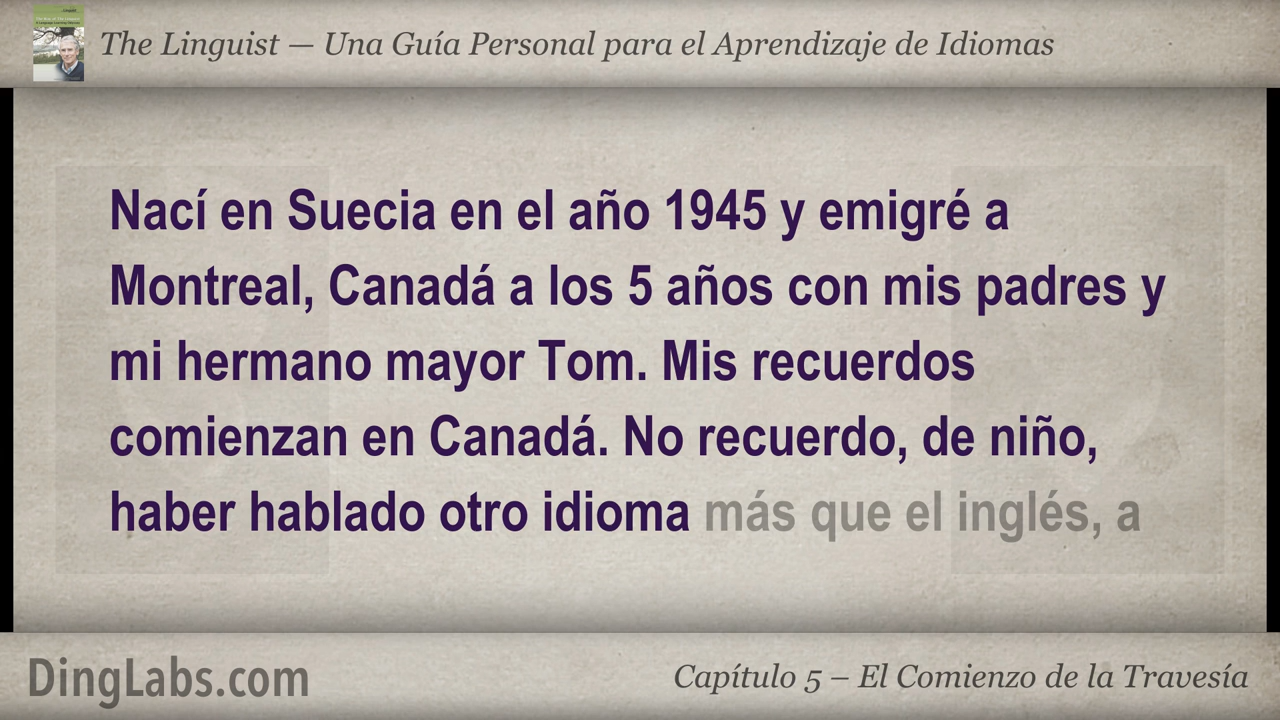 The Linguist — Una Guía Personal para el Aprendizaje de Idiomas
Nací en Suecia en el año 1945 y emigré a
Montreal, Canadá a los 5 años con mis padres y
mi hermano mayor Tom. Mis recuerdos
comienzan en Canadá. No recuerdo, de niño,
haber hablado otro idioma más que el inglés, a
DingLabs.com
Capítulo 5 – El Comienzo de la Travesía